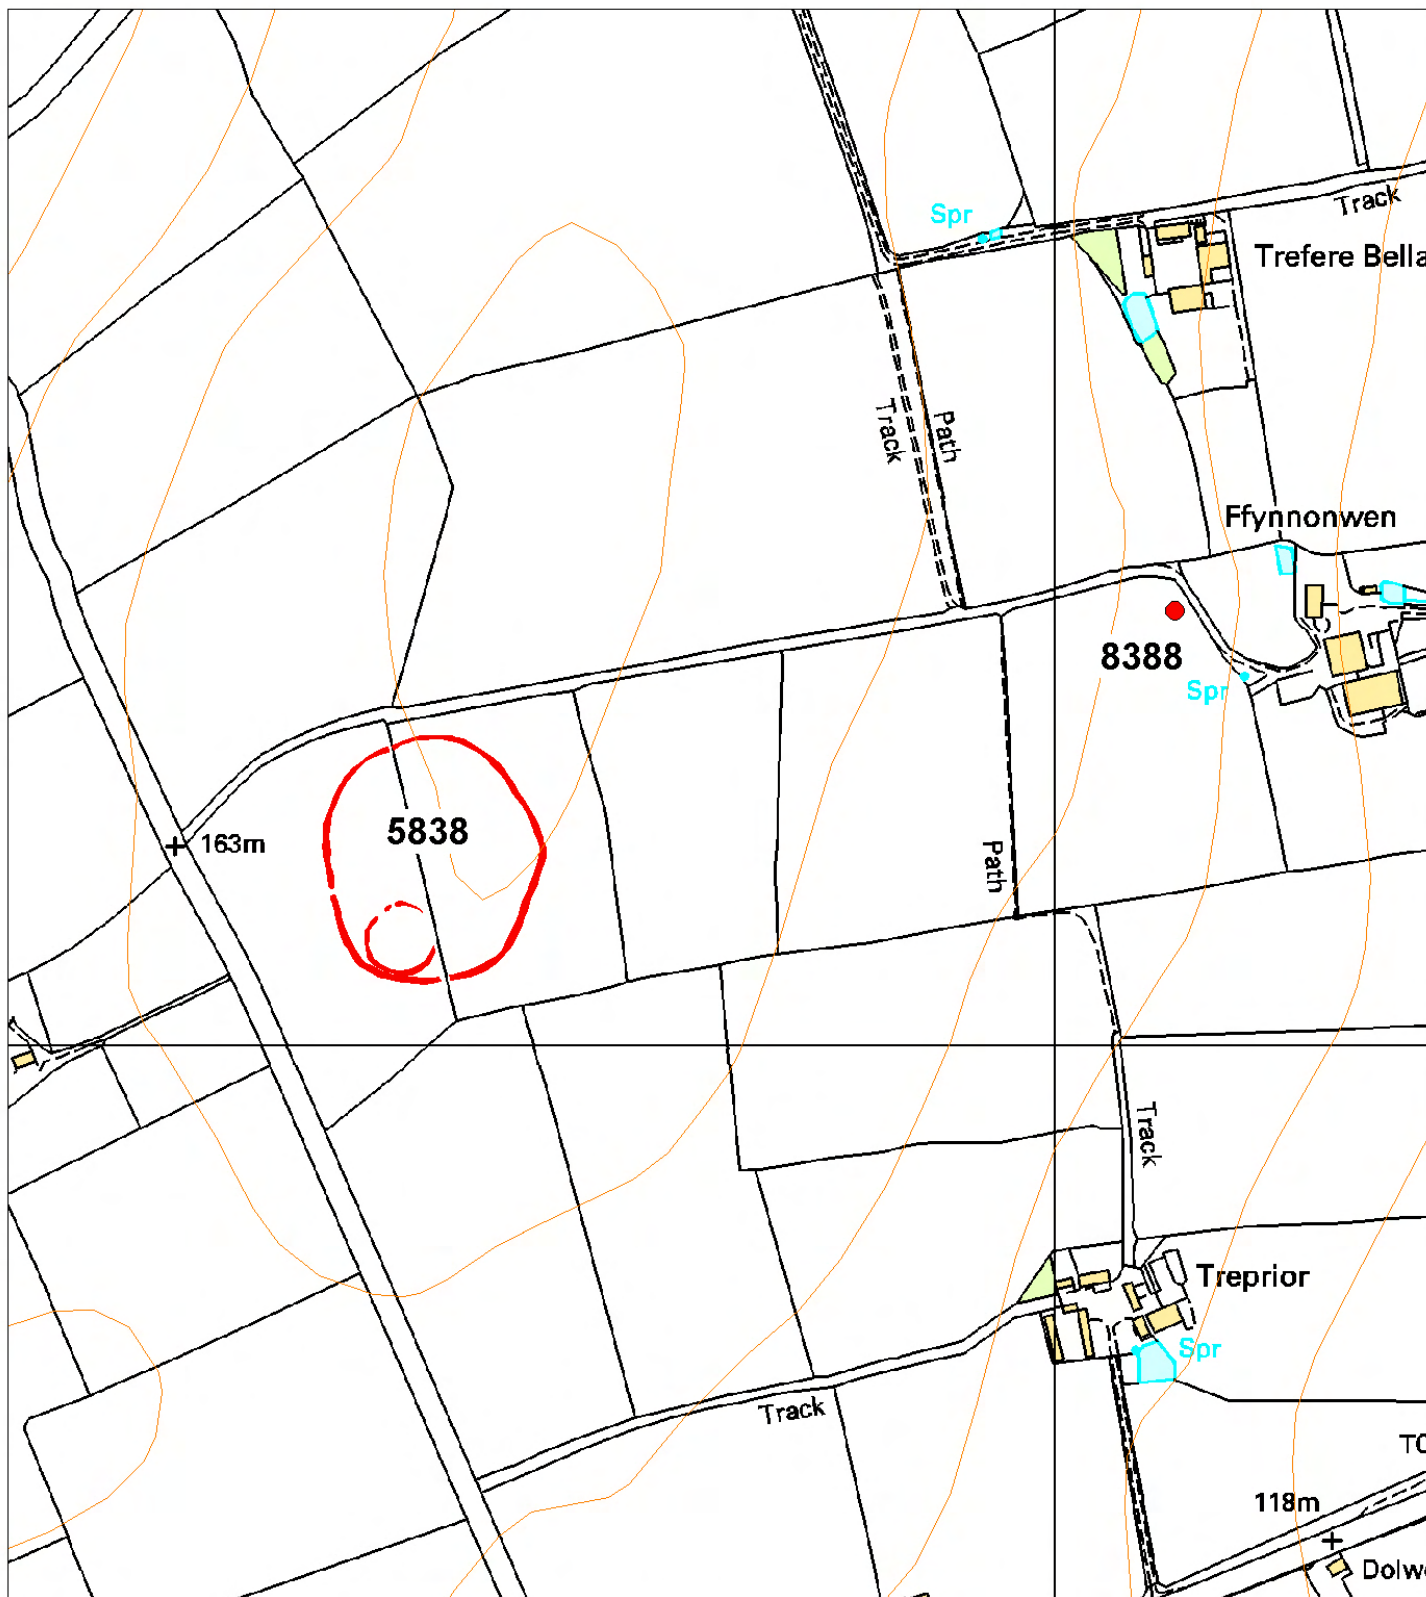 Spr
Track
Trefere Bella
Track
Path
Ffynnonwen
8388
Spr
163m
5838
Path
Track
Treprior
Spr
Track
118m